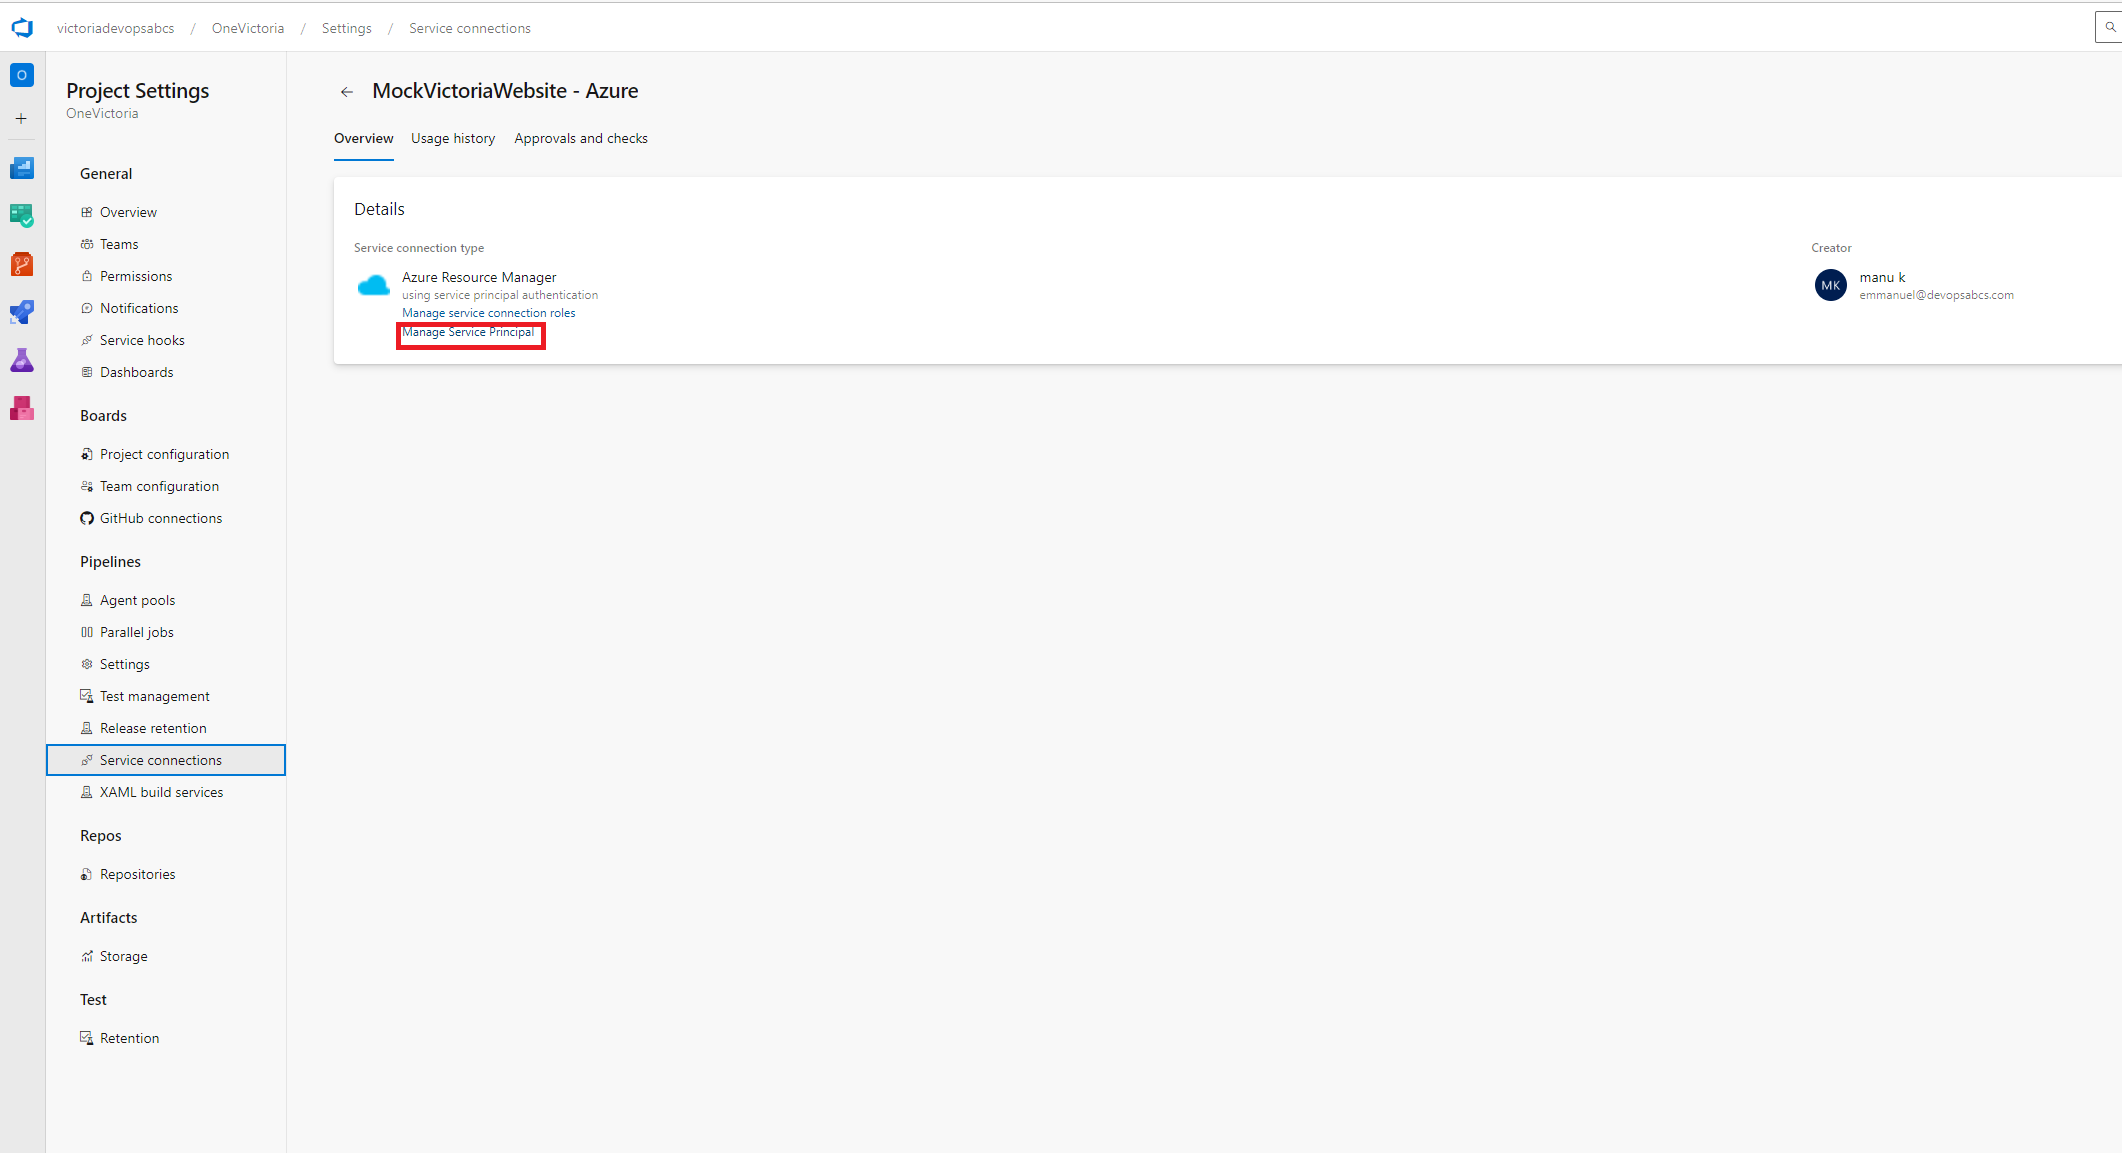 victoriadevopsabcs / OneVictoria / Settings / Service connections
O
Project Settings
OneVictoria
General
Overview
Teams
Permissions
Notifications
Service hooks
Dashboards
Boards
Project configuration
Team configuration
GitHub connections
Pipelines
Agent pools
Parallel jobs
Settings
Test management
Release retention
Service connections
XAML build services
Repos
Repositories
Artifacts
Storage
Test
Retention
MockVictoriaWebsite - Azure
Overview Usage history Approvals and checks
Details
Service connection type
Azure Resource Manager
using service principal authentication
Manage service connection roles
Manage Service Principal
Creator
MK
manu k
emmanuel@devopsabcs.com